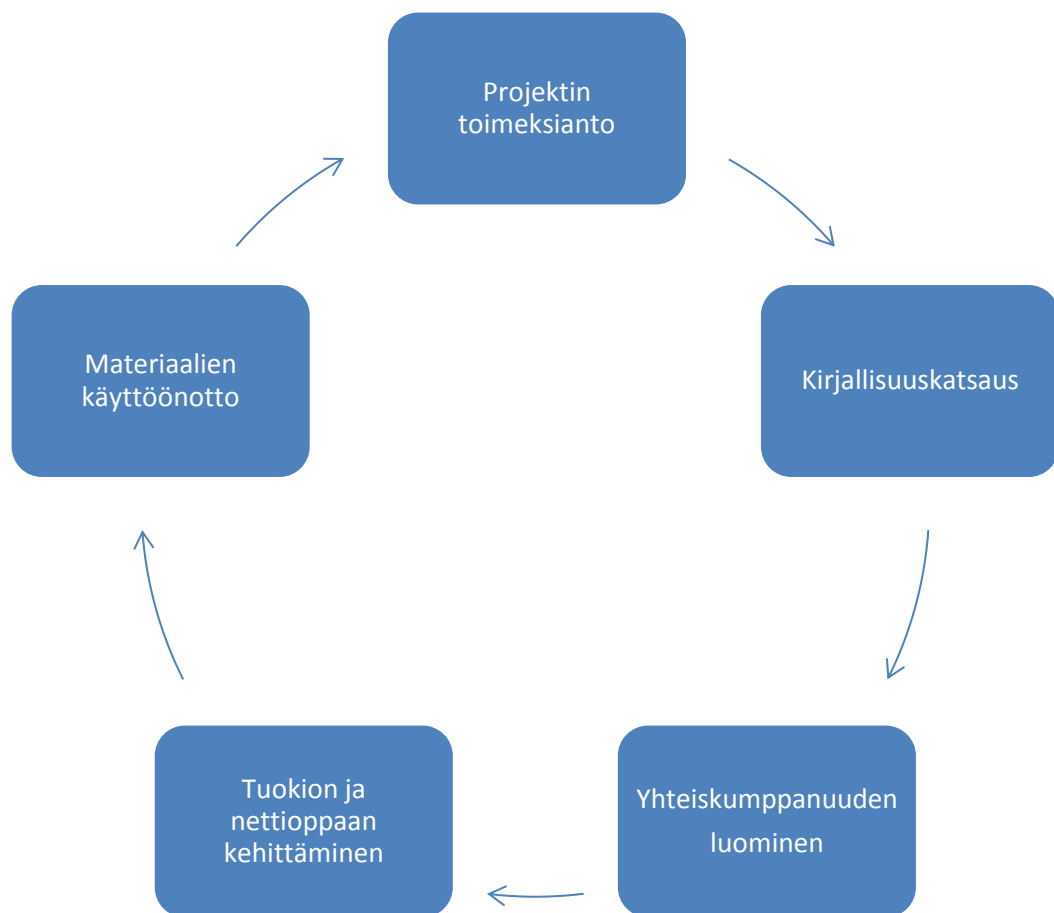 Projektin
toimeksianto
Kirjallisuuskatsaus
Yhteiskumppanuuden
luominen
Tuokion ja
nettioppaan
kehittäminen
Materiaalien
käyttöönotto